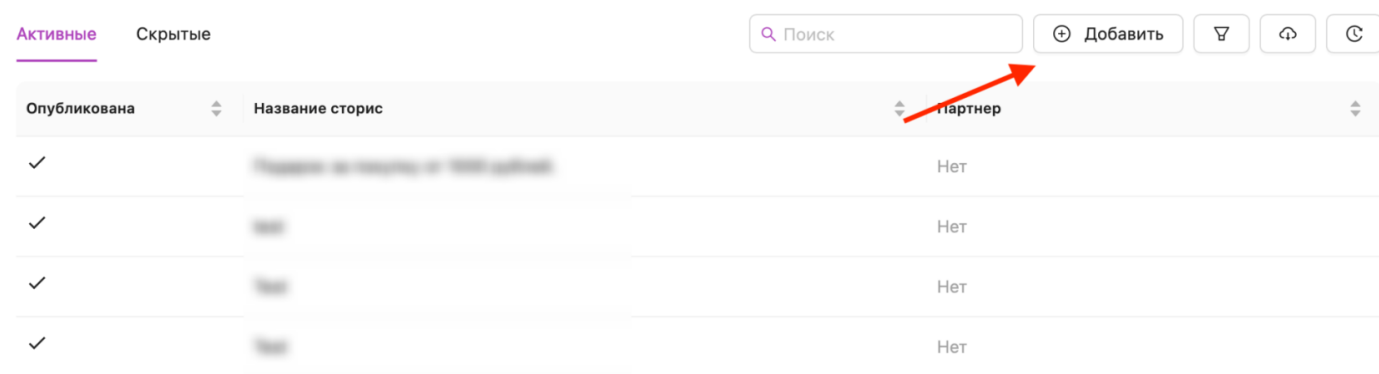 Активные Скрытые Поиск Добавить
Опубликована Название сторис Партнер
Нет
Нет
Нет
Нет